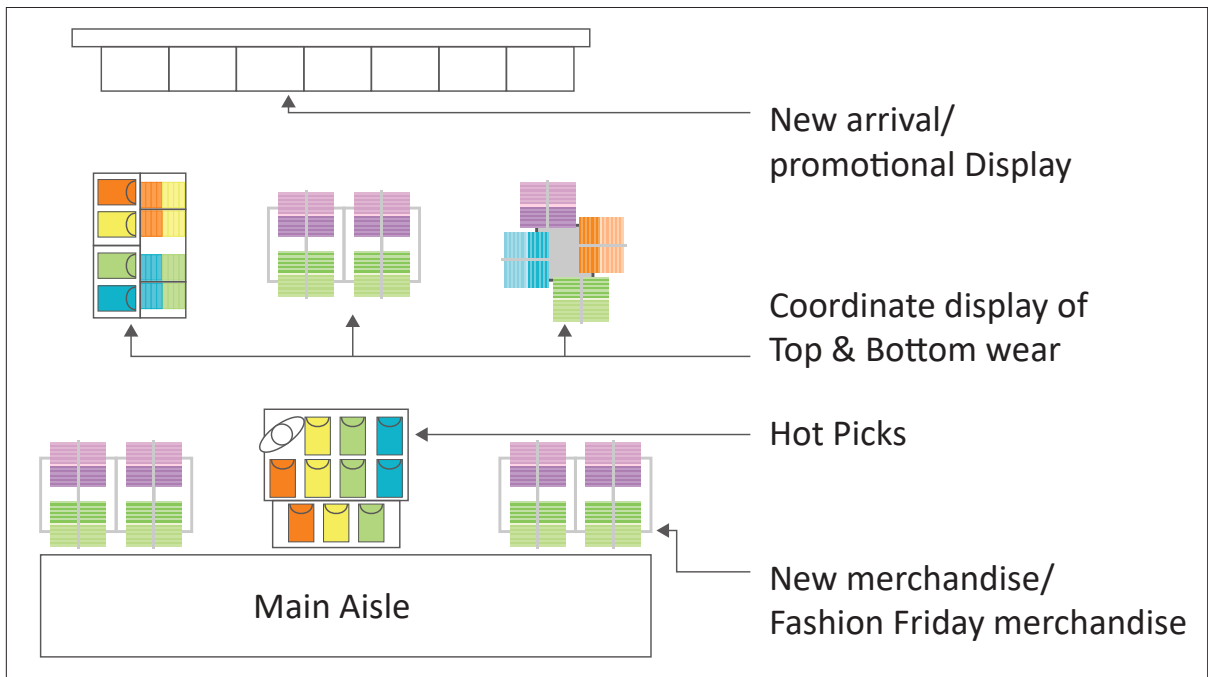 New arrival/
promotional Display
Coordinate display of
Top & Bottom wear
Hot Picks
New merchandise/
Fashion Friday merchandise
Main Aisle